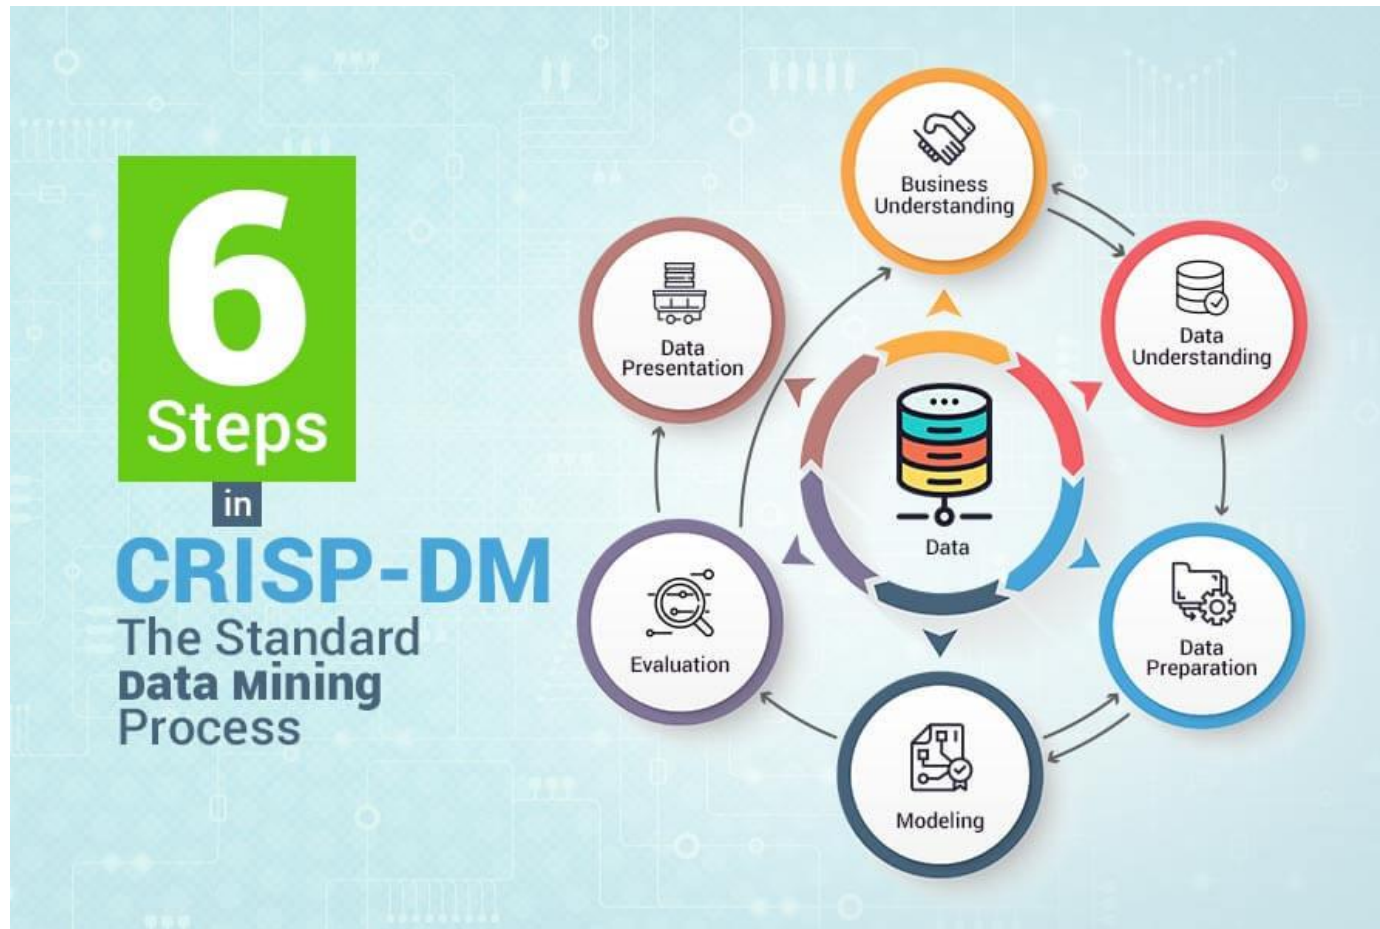 6
Steps
in
CRISP-DM
The Standard
Data Mining
Process
Business
Understanding
Data
Understanding
Data
Preparation
Modeling
Evaluation
Data
Presentation
Data